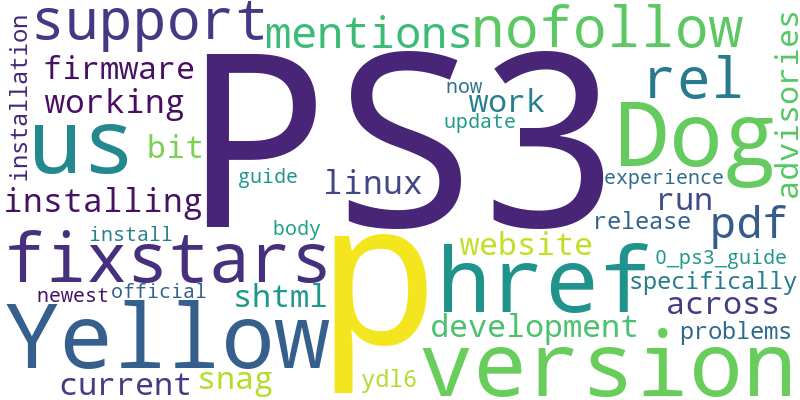 support
mentions
nofollow
installation
firmware
PS3
now
rel
advisories
working
work
us
bit
update
Dog
guide
linux
experience
installing
run
body
release
pdf
install
fixstars
p
website
href
0_ps3_guide
specifically
newest
official
shtml
across
Yellow
development
problems
version
current
snag
ydl6